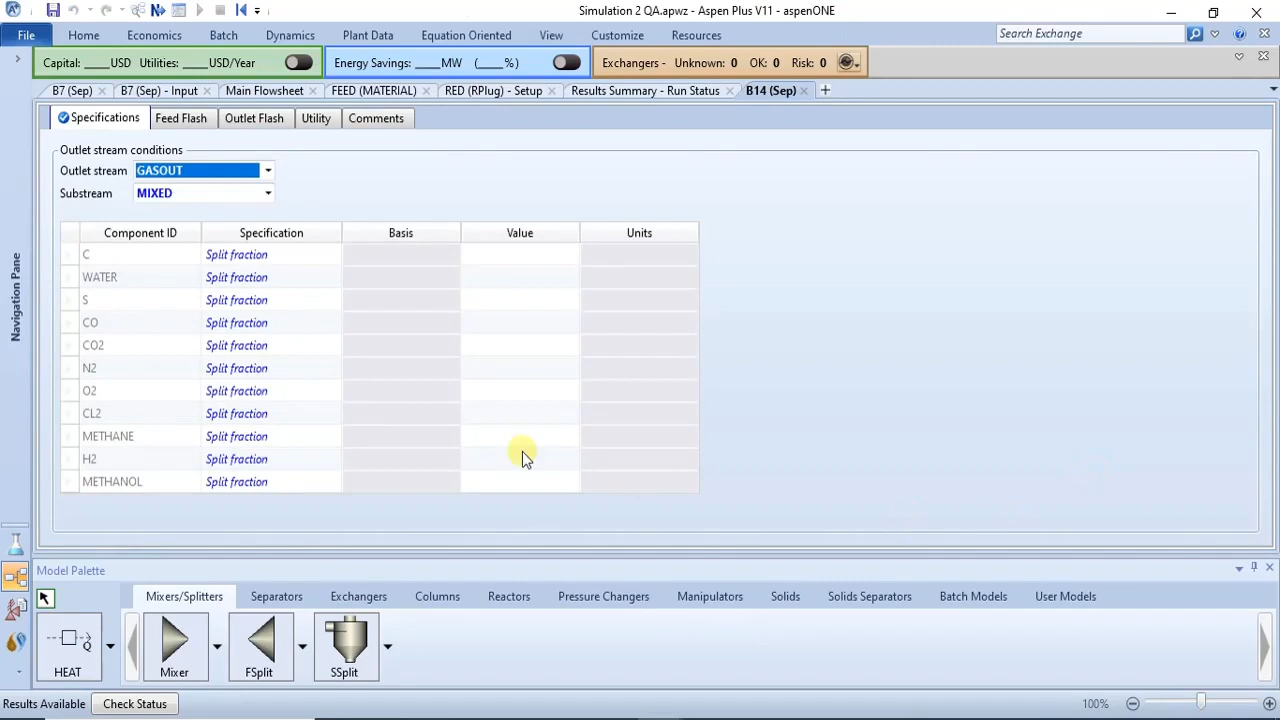 Simulation 2 QA.apwz - Aspen Plus V11 - aspenONE
File Home Economics Batch Dynamics Plant Data Equation Oriented View Customize Resources Search Exchange
Capital: ____USD Utilities: ____USD/Year Energy Savings: ____MW (____%) Exchangers - Unknown: 0 OK: 0 Risk: 0
B7 (Sep) B7 (Sep) - Input Main Flowsheet FEED (MATERIAL) RED (RPlug) - Setup Results Summary - Run Status B14 (Sep) +
Specifications Feed Flash Outlet Flash Utility Comments
Outlet stream conditions
Outlet stream GASOUT
Substream MIXED
Component ID Specification Basis Value Units
C Split fraction
WATER Split fraction
S Split fraction
CO Split fraction
CO2 Split fraction
N2 Split fraction
O2 Split fraction
CL2 Split fraction
METHANE Split fraction
H2 Split fraction
METHANOL Split fraction
Navigation Pane
Model Palette
Mixers/Splitters Separators Exchangers Columns Reactors Pressure Changers Manipulators Solids Solids Separators Batch Models User Models
HEAT Mixer FSplit SSplit
Results Available Check Status 100%